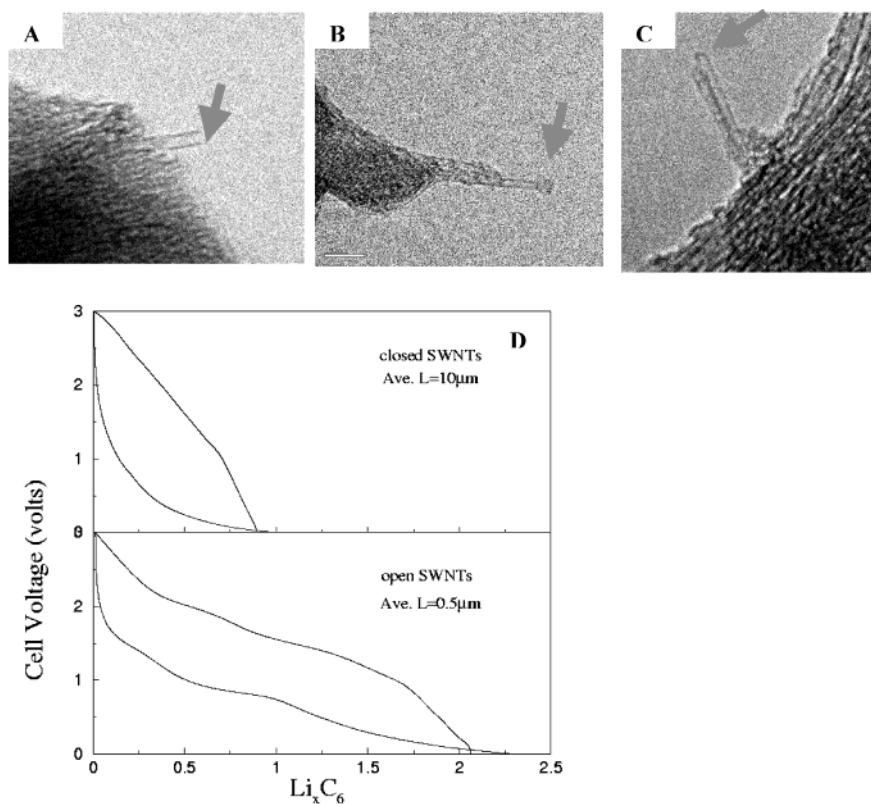 A
B
C
D
closed SWNTs
Ave. L=10μm
open SWNTs
Ave. L=0.5μm
Cell Voltage (volts)
3
2
1
0
3
2
1
0
0
0.5
1
1.5
2
2.5
LiₓC₆